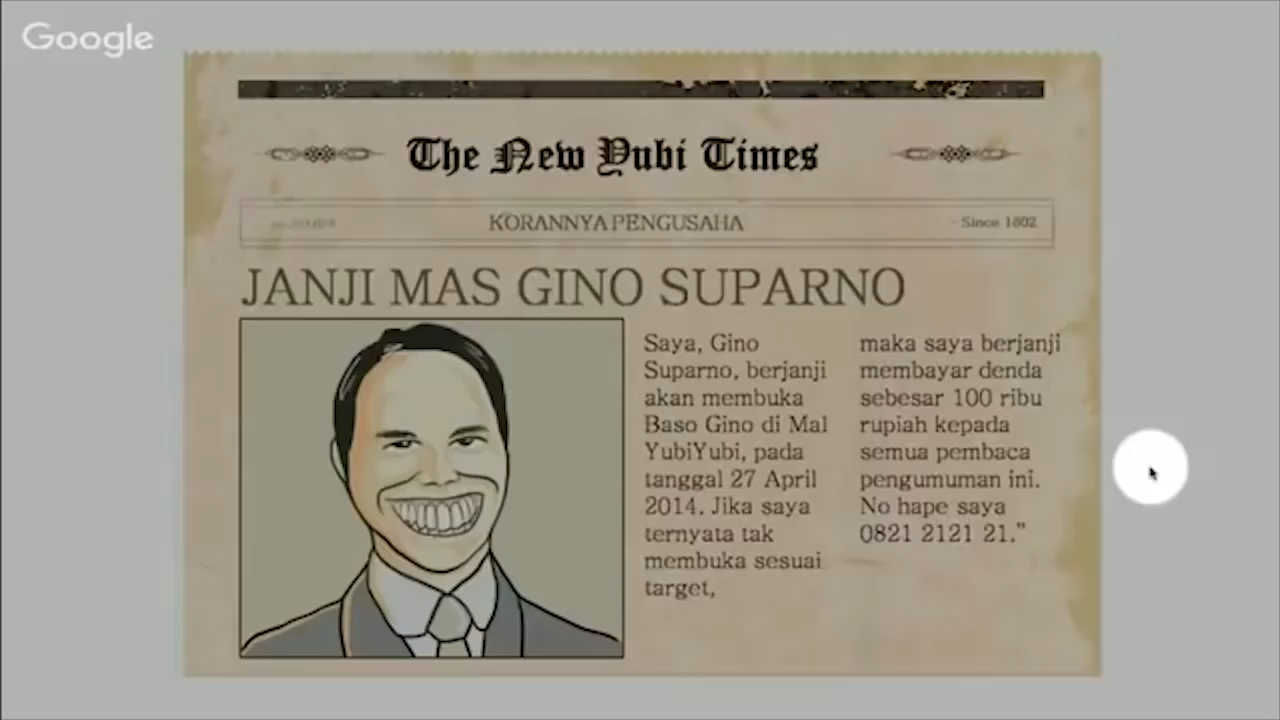 Google
The New Yubi Times
KORANNYA PENGUSAHA
- Since 1802
JANJI MAS GINO SUPARNO
Saya, Gino
Suparno, berjanji
akan membuka
Baso Gino di Mal
YubiYubi, pada
tanggal 27 April
2014. Jika saya
ternyata tak
membuka sesuai
target,
maka saya berjanji
membayar denda
sebesar 100 ribu
rupiah kepada
semua pembaca
pengumuman ini.
No hape saya
0821 2121 21."